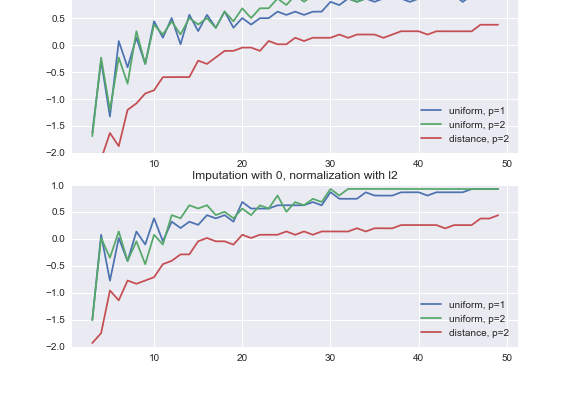 0.5
0.0
−0.5
−1.0
−1.5
−2.0
uniform, p=1
uniform, p=2
distance, p=2
10 20 30 40 50
Imputation with 0, normalization with l2
1.0
0.5
0.0
−0.5
−1.0
−1.5
−2.0
uniform, p=1
uniform, p=2
distance, p=2
10 20 30 40 50